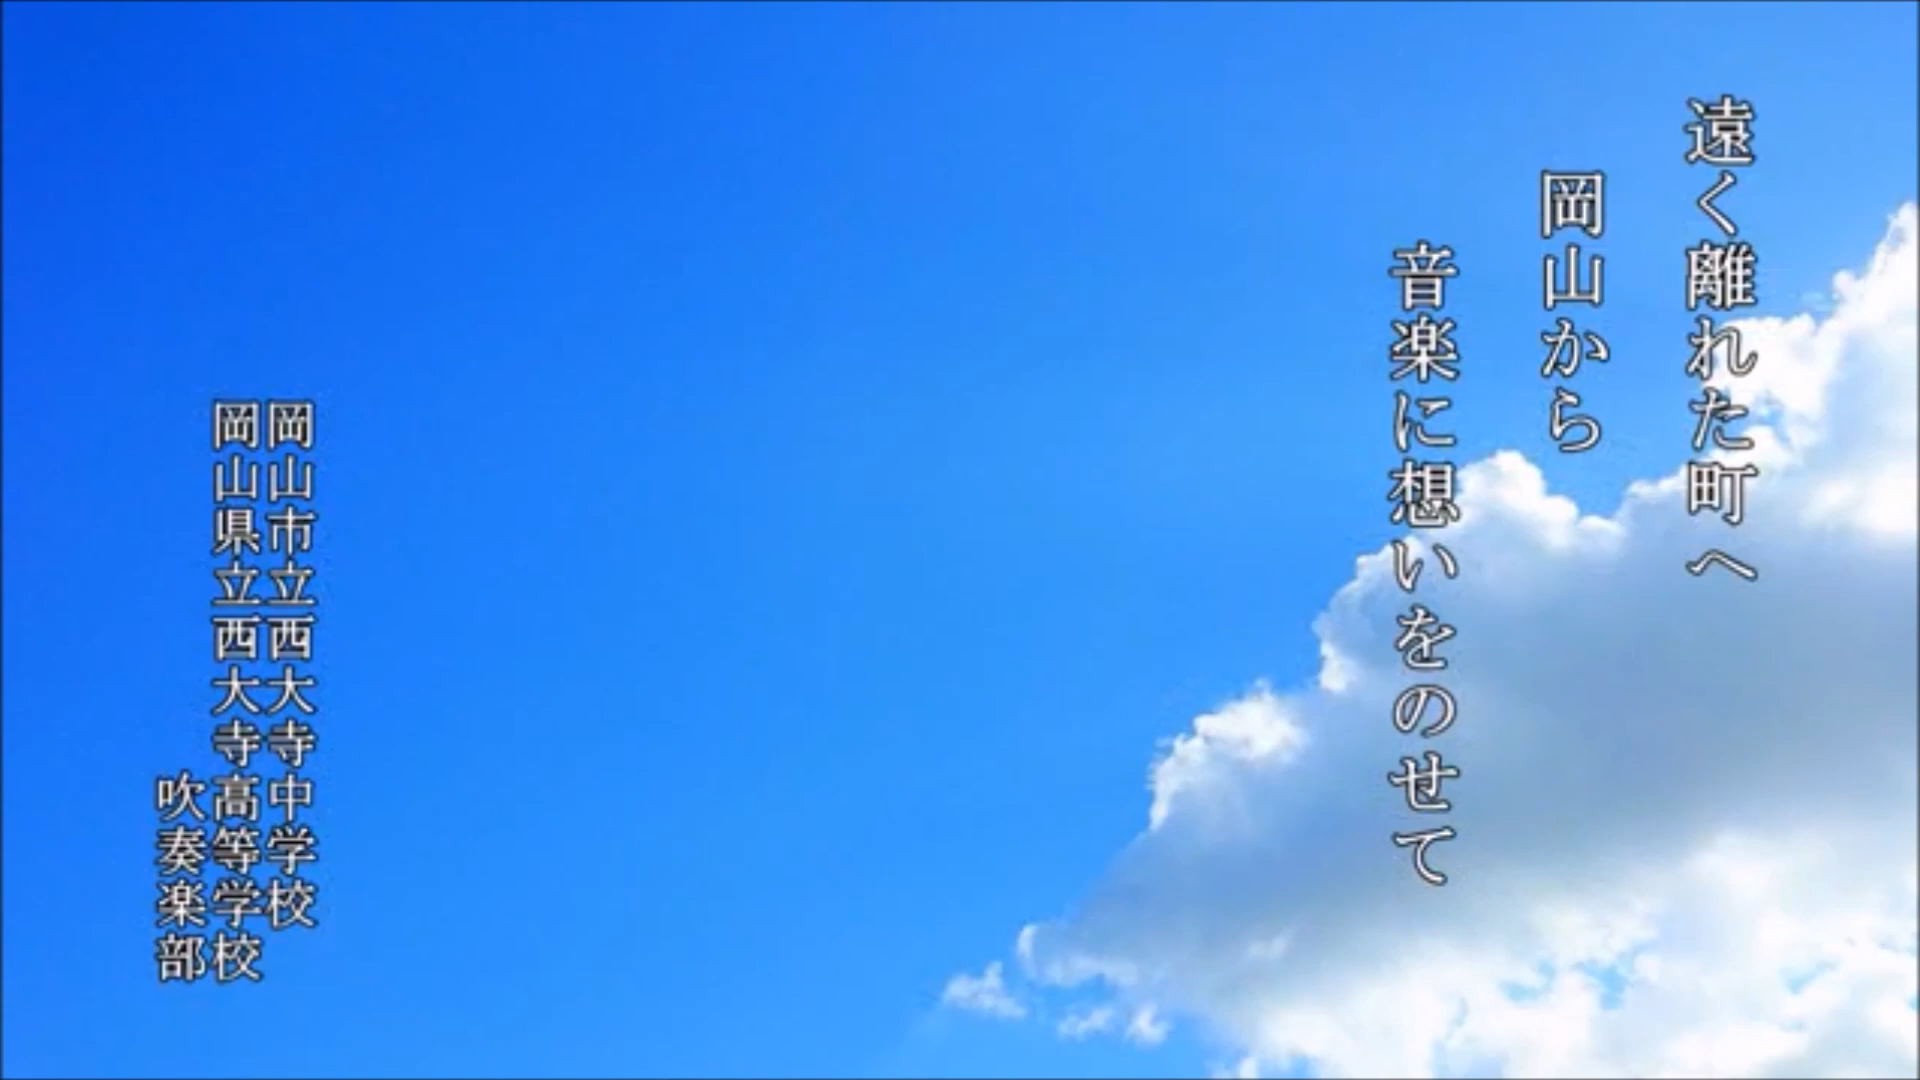 遠く離れた町へ
岡山から
音楽に想いをのせて
岡山市立西大寺中学校
岡山県立西大寺高等学校
吹奏楽部